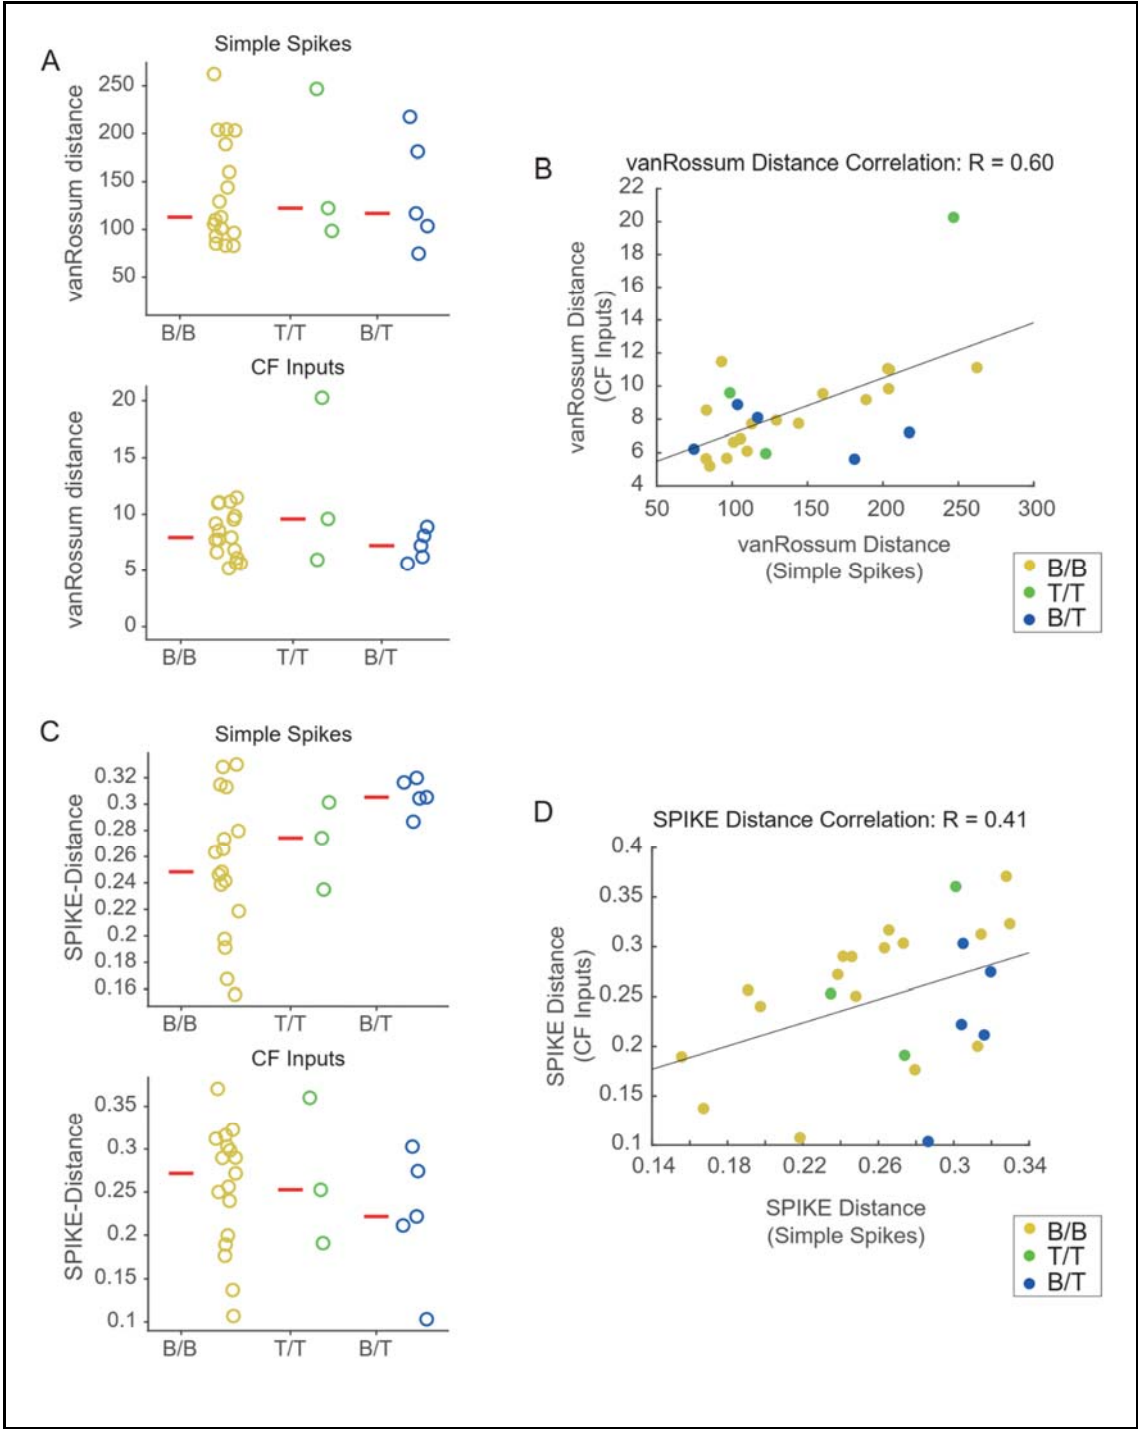 A
Simple Spikes
vanRossum distance
250
200
150
100
50
B/B
T/T
B/T
CF Inputs
vanRossum distance
20
15
10
5
0
B/B
T/T
B/T
B
vanRossum Distance Correlation: R = 0.60
vanRossum Distance
(CF Inputs)
22
20
18
16
14
12
10
8
6
4
50
100
150
200
250
300
vanRossum Distance
(Simple Spikes)
B/B
T/T
B/T
C
Simple Spikes
SPIKE-Distance
0.32
0.3
0.28
0.26
0.24
0.22
0.2
0.18
0.16
B/B
T/T
B/T
CF Inputs
SPIKE-Distance
0.35
0.3
0.25
0.2
0.15
0.1
B/B
T/T
B/T
D
SPIKE Distance Correlation: R = 0.41
SPIKE Distance
(CF Inputs)
0.4
0.35
0.3
0.25
0.2
0.15
0.1
0.14
0.18
0.22
0.26
0.3
0.34
SPIKE Distance
(Simple Spikes)
B/B
T/T
B/T